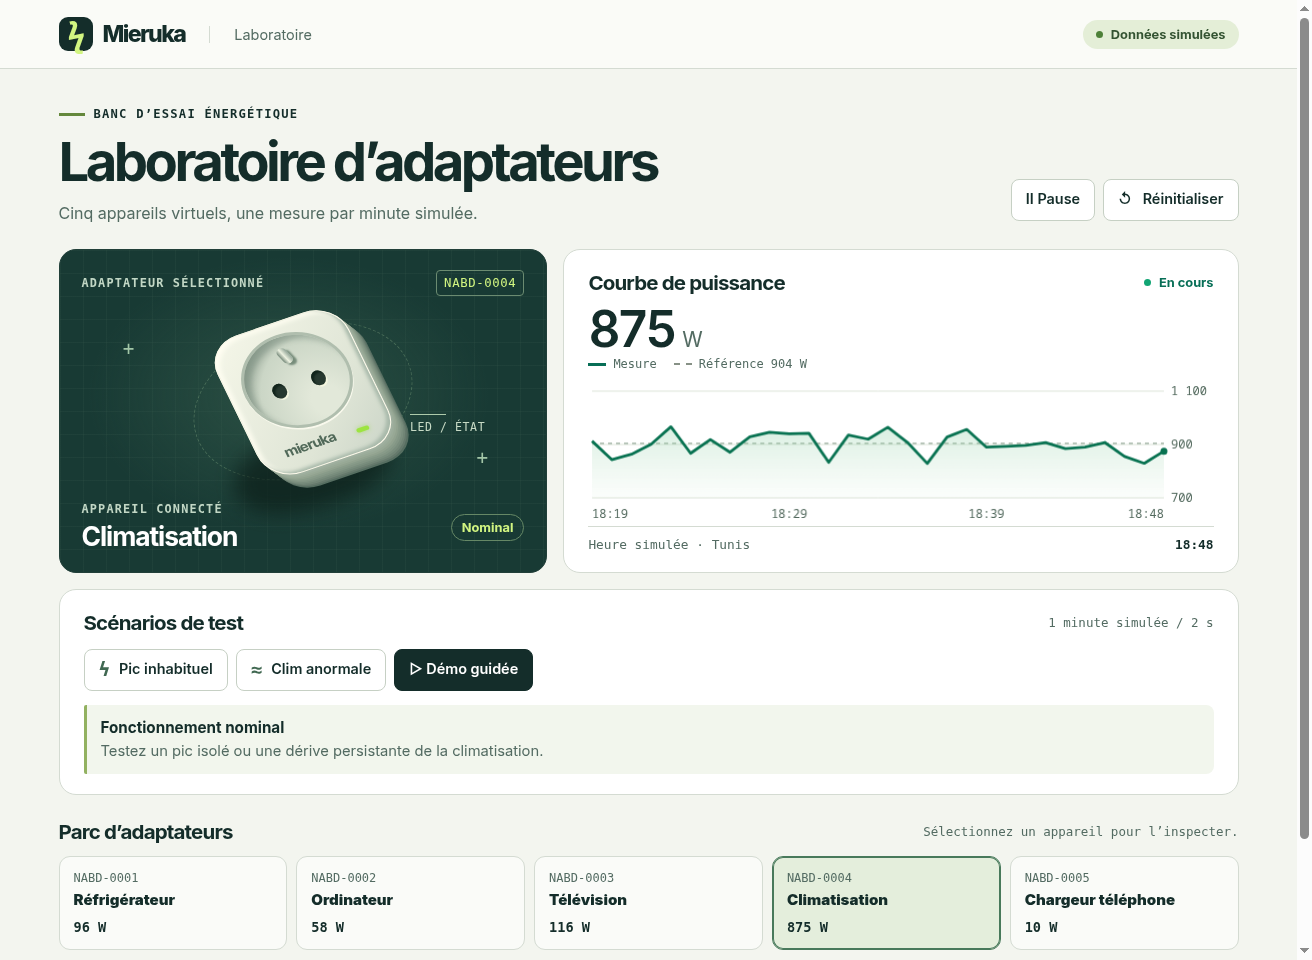 Mieruka
Laboratoire
Données simulées
BANC D’ESSAI ÉNERGÉTIQUE
Laboratoire d’adaptateurs
Cinq appareils virtuels, une mesure par minute simulée.
II Pause
Réinitialiser
ADAPTATEUR SÉLECTIONNÉ
NABD-0004
mieruka
LED / ÉTAT
APPAREIL CONNECTÉ
Climatisation
Nominal
Courbe de puissance
En cours
875 W
Mesure
Référence 904 W
1 100
900
700
18:19
18:29
18:39
18:48
Heure simulée · Tunis
18:48
Scénarios de test
1 minute simulée / 2 s
Pic inhabituel
≈ Clim anormale
Démo guidée
Fonctionnement nominal
Testez un pic isolé ou une dérive persistante de la climatisation.
Parc d’adaptateurs
Sélectionnez un appareil pour l’inspecter.
NABD-0001
Réfrigérateur
96 W
NABD-0002
Ordinateur
58 W
NABD-0003
Télévision
116 W
NABD-0004
Climatisation
875 W
NABD-0005
Chargeur téléphone
10 W